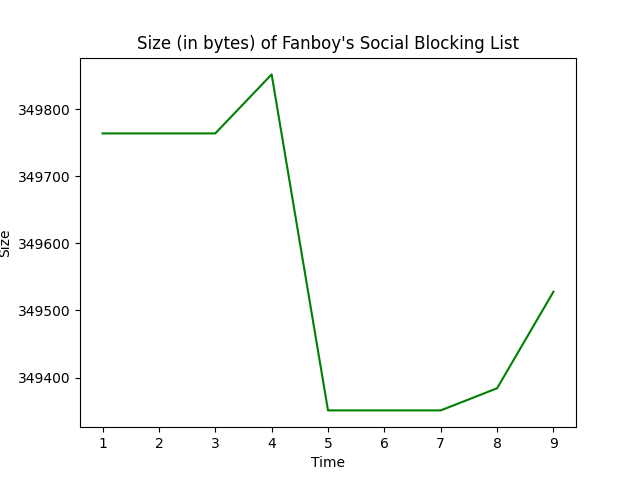 Size (in bytes) of Fanboy's Social Blocking List
349800
349700
349600
349500
349400
Size
1 2 3 4 5 6 7 8 9
Time